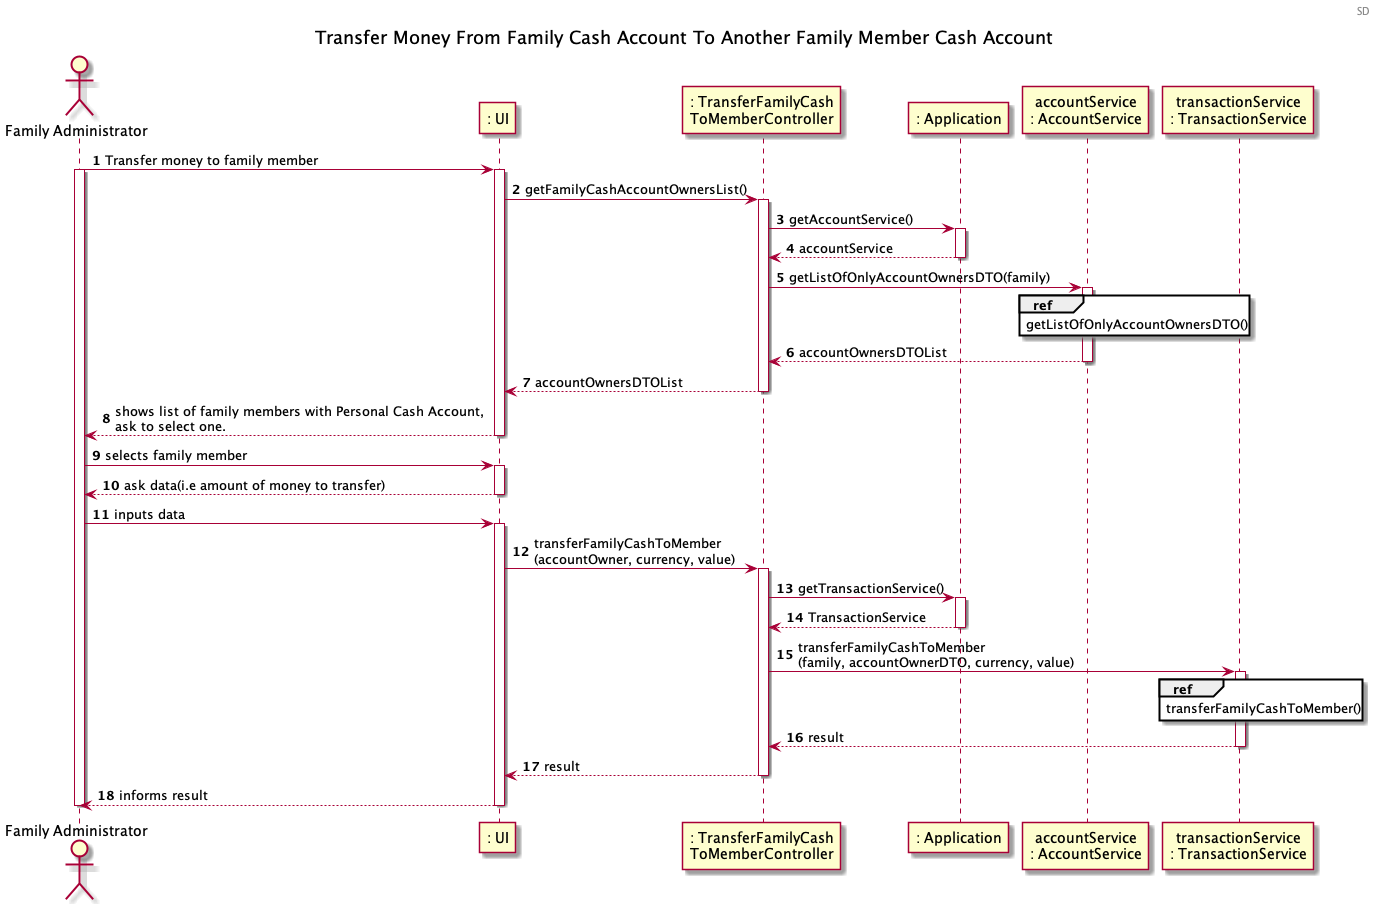 SD
Transfer Money From Family Cash Account To Another Family Member Cash Account
Family Administrator
: UI
: TransferFamilyCash
ToMemberController
: Application
accountService
: AccountService
transactionService
: TransactionService
1 Transfer money to family member
2 getFamilyCashAccountOwnersList()
3 getAccountService()
4 accountService
5 getListOfOnlyAccountOwnersDTO(family)
ref
getListOfOnlyAccountOwnersDTO()
6 accountOwnersDTOList
7 accountOwnersDTOList
8 shows list of family members with Personal Cash Account,
ask to select one.
9 selects family member
10 ask data(i.e amount of money to transfer)
11 inputs data
12 transferFamilyCashToMember
(accountOwner, currency, value)
13 getTransactionService()
14 TransactionService
15 transferFamilyCashToMember
(family, accountOwnerDTO, currency, value)
ref
transferFamilyCashToMember()
16 result
17 result
18 informs result
Family Administrator
: UI
: TransferFamilyCash
ToMemberController
: Application
accountService
: AccountService
transactionService
: TransactionService